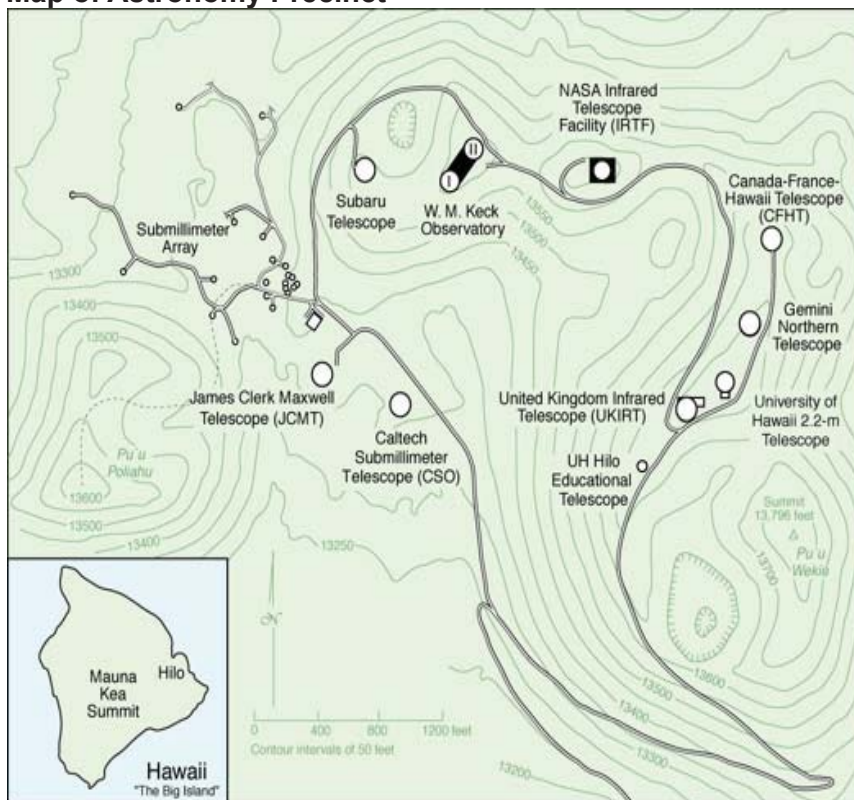 Map of Astronomy Precinct
NASA Infrared
Telescope
Facility (IRTF)
II
I
Subaru
Telescope
W. M. Keck
Observatory
Canada-France-
Hawaii Telescope
(CFHT)
Submillimeter
Array
13550
13500
13450
13300
13400
13500
Gemini
Northern
Telescope
James Clerk Maxwell
Telescope (JCMT)
United Kingdom Infrared
Telescope (UKIRT)
University of
Hawaii 2.2-m
Telescope
Caltech
Submillimeter
Telescope (CSO)
Pu'u
Poliahu
UH Hilo
Educational
Telescope
13600
13500
13400
Summit
13,796 feet
Pu'u
Wekiu
13250
13700
N
13600
13500
13400
13300
13200
0 400 800 1200 feet
Contour intervals of 50 feet
Hilo
Mauna
Kea
Summit
Hawaii
"The Big Island"